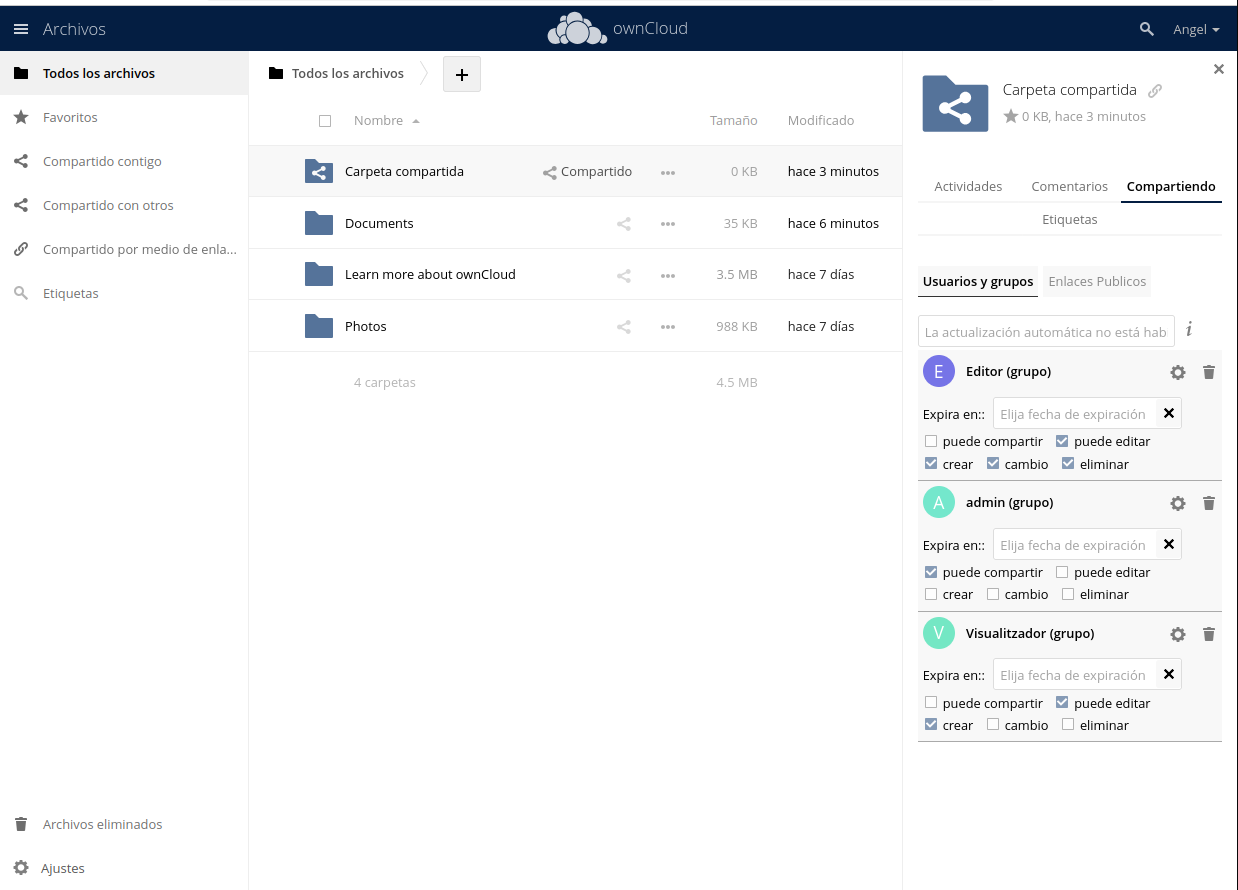 Archivos
ownCloud
Angel
Todos los archivos
Favoritos
Compartido contigo
Compartido con otros
Compartido por medio de enla...
Etiquetas
Archivos eliminados
Ajustes
Todos los archivos
+
Nombre Tamaño Modificado
Carpeta compartida Compartido ... 0 KB hace 3 minutos
Documents ... 35 KB hace 6 minutos
Learn more about ownCloud ... 3.5 MB hace 7 días
Photos ... 988 KB hace 7 días
4 carpetas 4.5 MB
Carpeta compartida
0 KB, hace 3 minutos
Actividades Comentarios Compartiendo
Etiquetas
Usuarios y grupos Enlaces Publicos
La actualización automática no está hab i
E Editor (grupo)
Expira en:: Elija fecha de expiración
puede compartir puede editar
crear cambio eliminar
A admin (grupo)
Expira en:: Elija fecha de expiración
puede compartir puede editar
crear cambio eliminar
V Visualitzador (grupo)
Expira en:: Elija fecha de expiración
puede compartir puede editar
crear cambio eliminar